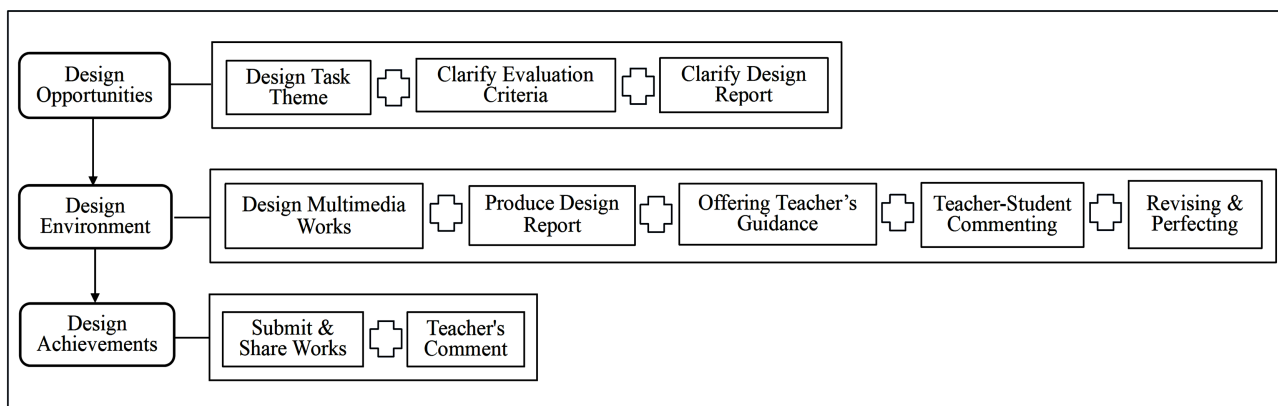 Design
Opportunities
Design Task
Theme
Clarify Evaluation
Criteria
Clarify Design
Report
Design
Environment
Design Multimedia
Works
Produce Design
Report
Offering Teacher’s
Guidance
Teacher-Student
Commenting
Revising &
Perfecting
Design
Achievements
Submit &
Share Works
Teacher's
Comment